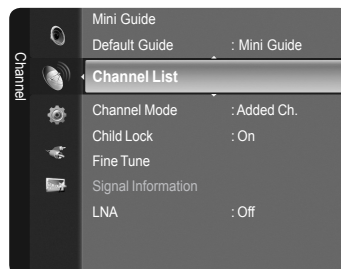 Channel
Mini Guide
Default Guide : Mini Guide
Channel List
Channel Mode : Added Ch.
Child Lock : On
Fine Tune
Signal Information
LNA : Off